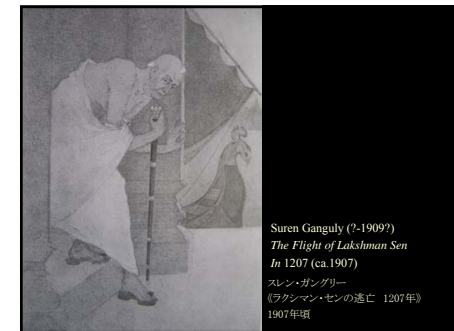 Suren Ganguly (?-1909?)
The Flight of Lakshman Sen
In 1207 (ca.1907)
スレン・ガングリー
《ラクシマン・センの逃亡　1207年》
1907年頃